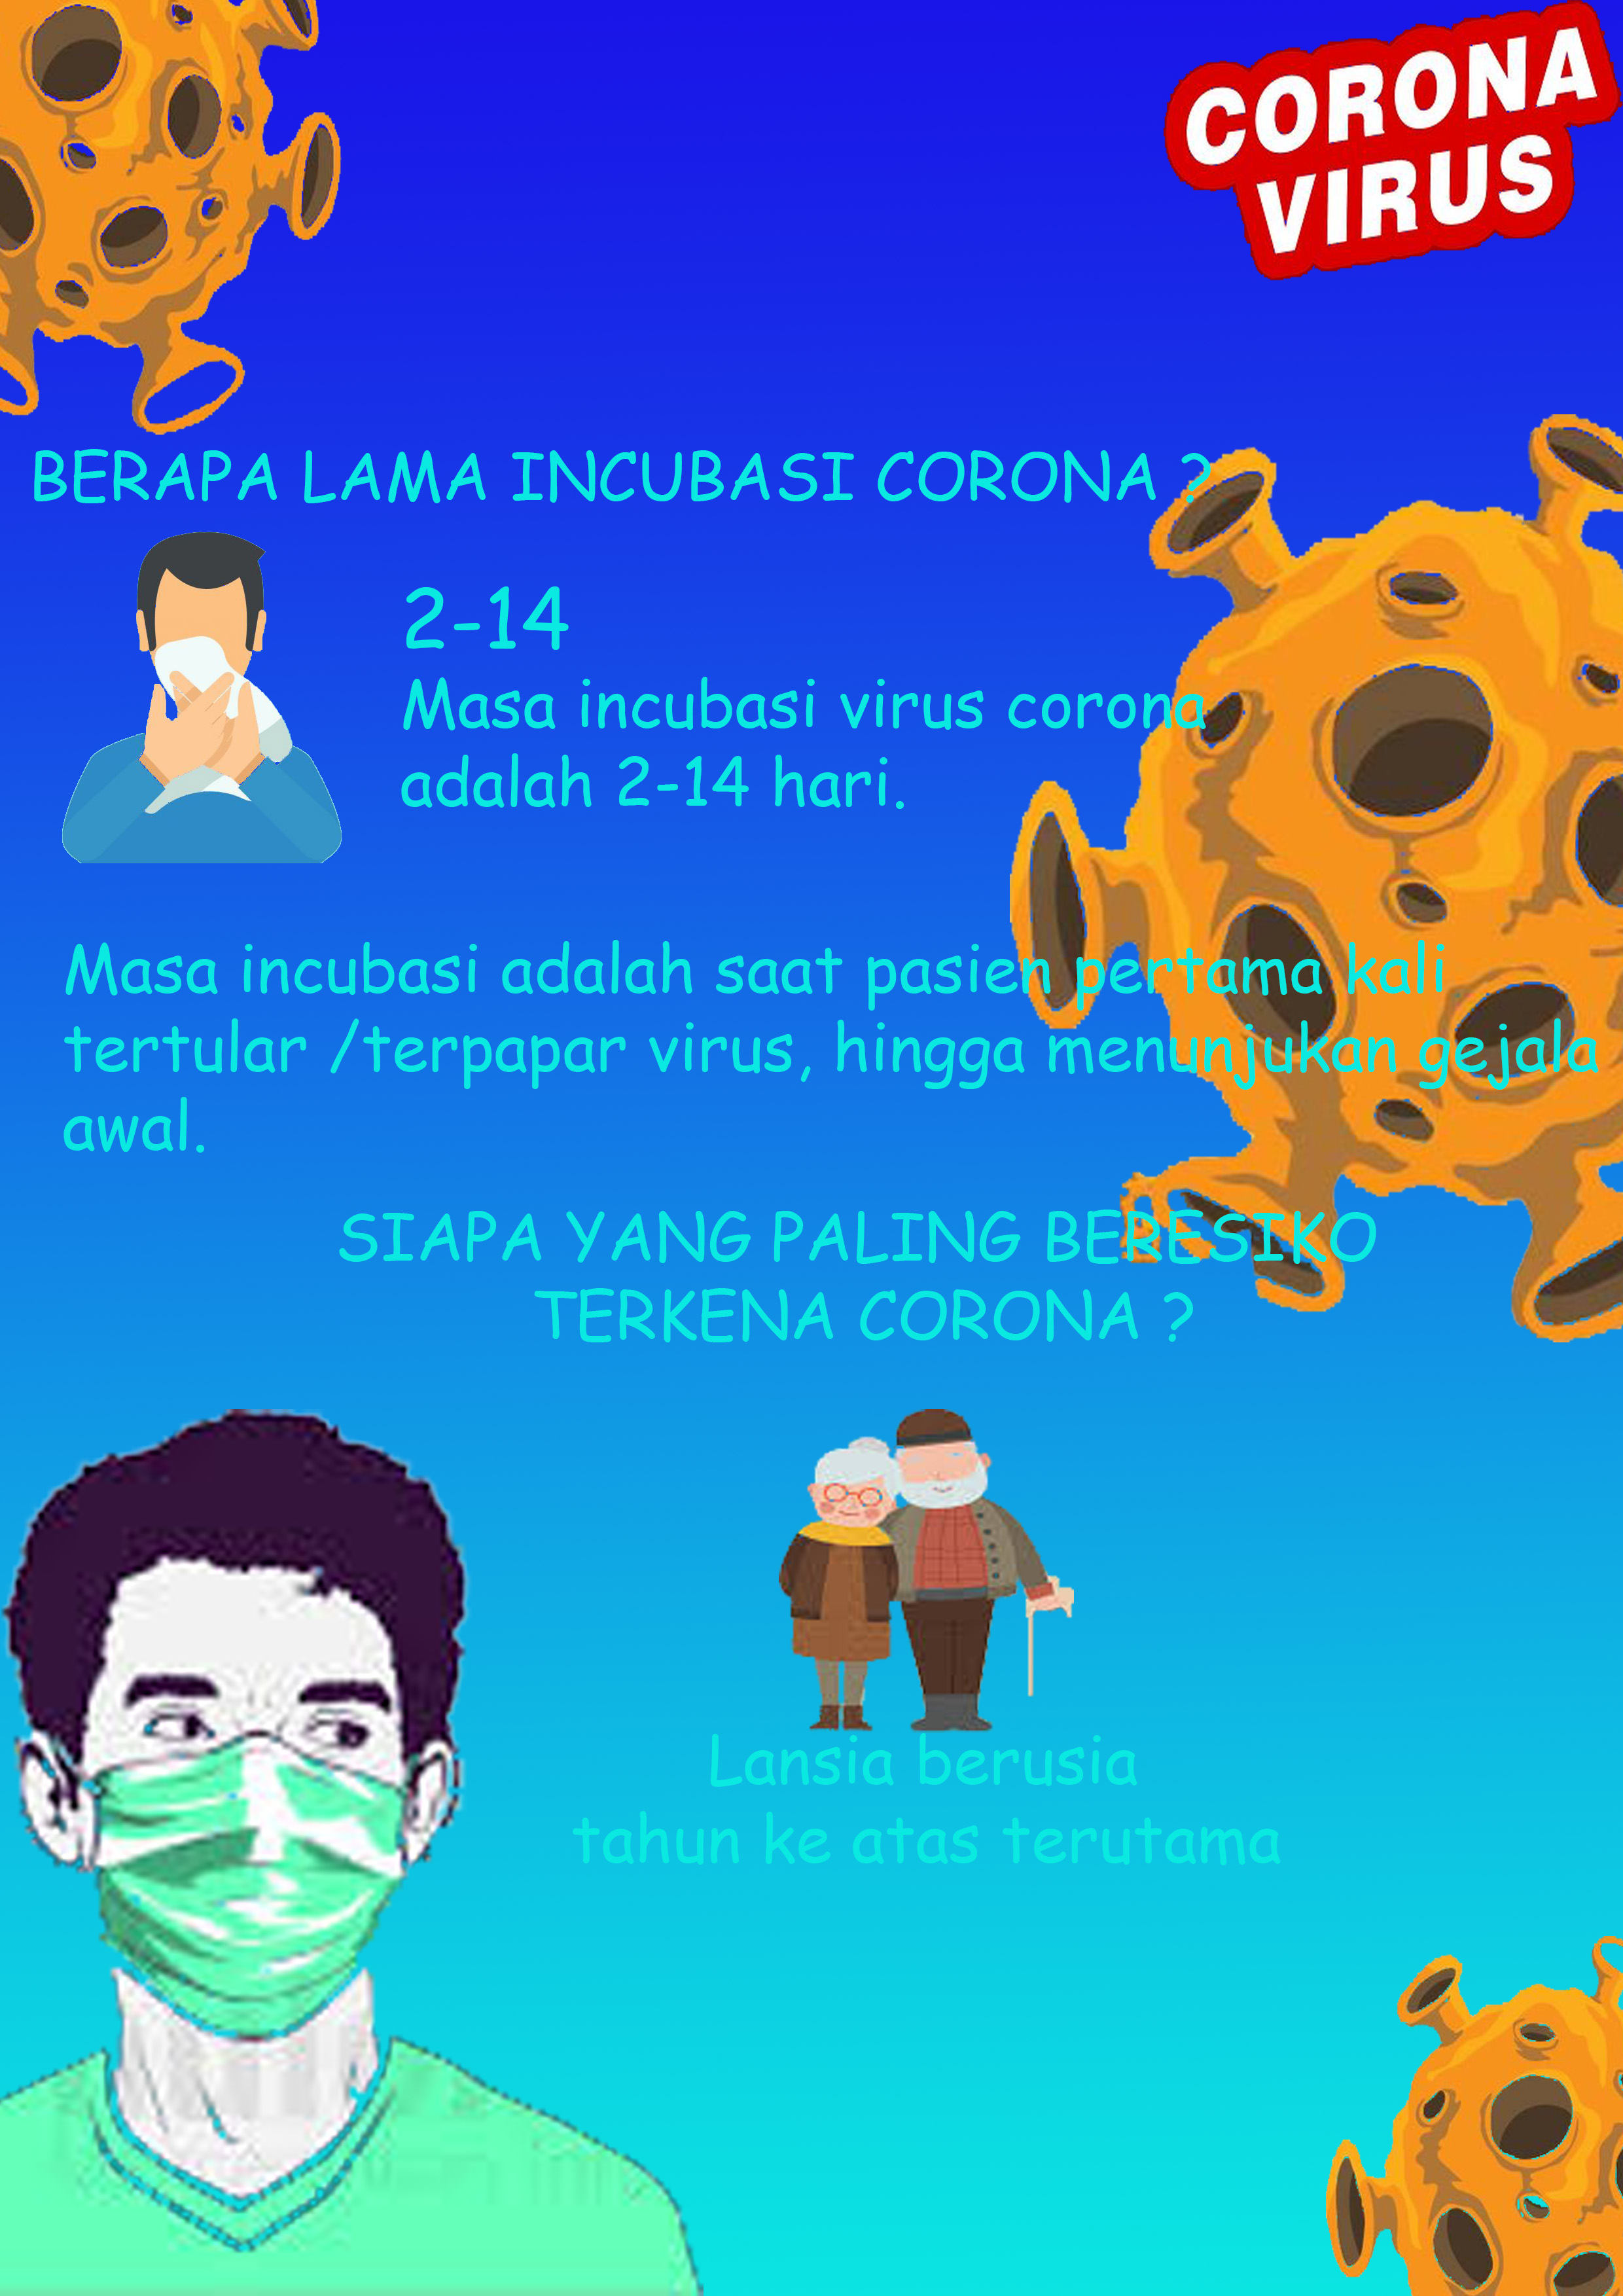 CORONA
VIRUS
BERAPA LAMA INCUBASI CORONA ?
2-14
Masa incubasi virus corona
adalah 2-14 hari.
Masa incubasi adalah saat pasien pertama kali
tertular /terpapar virus, hingga menunjukan gejala
awal.
SIAPA YANG PALING BERESIKO
TERKENA CORONA ?
Lansia berusia
tahun ke atas terutama